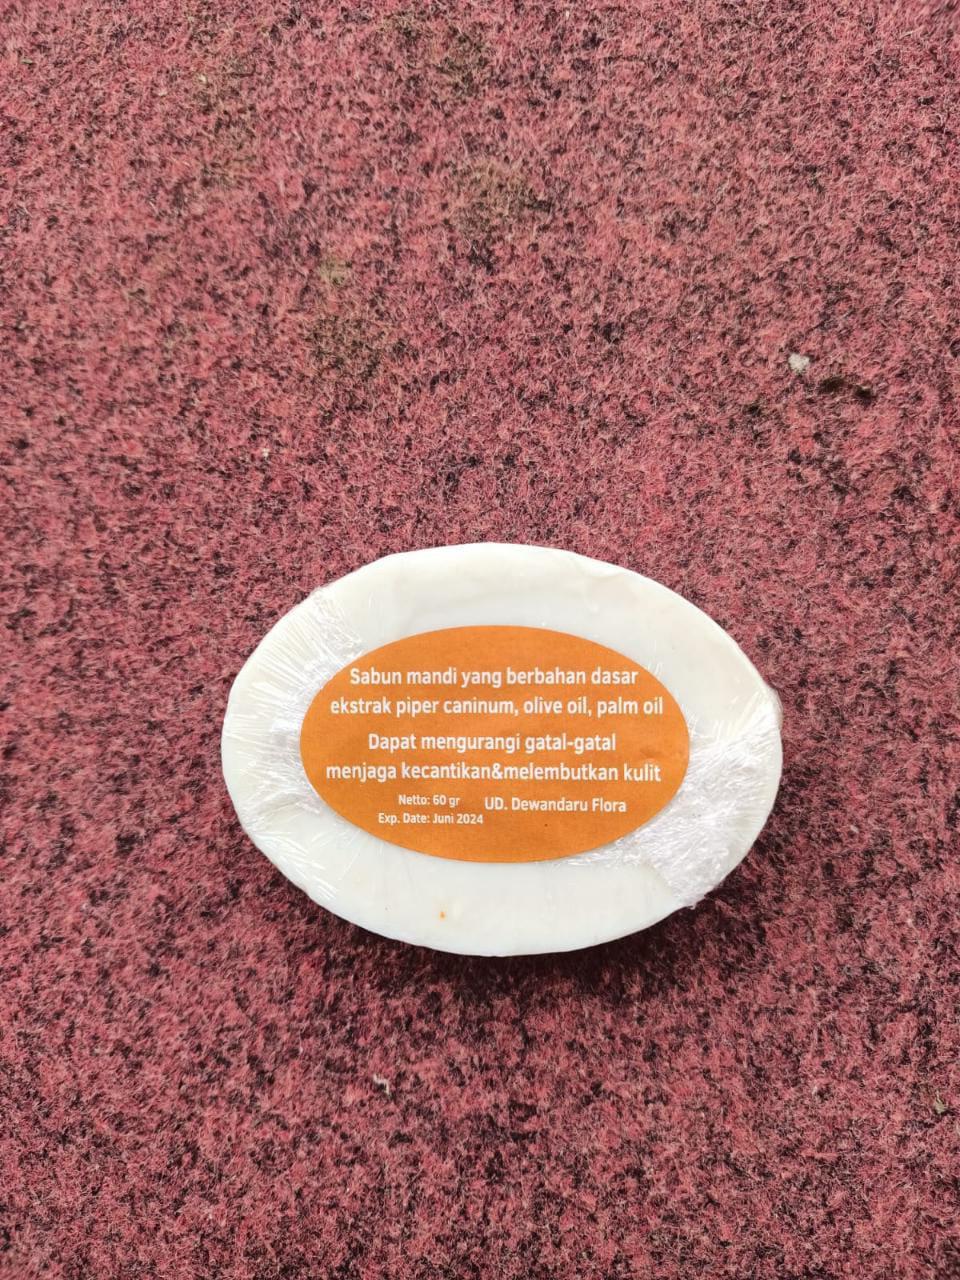 Sabun mandi yang berbahan dasar
ekstrak piper caninum, olive oil, palm oil
Dapat mengurangi gatal-gatal
menjaga kecantikan&melembutkan kulit
Netto: 60 gr UD. Dewandaru Flora
Exp. Date: Juni 2024